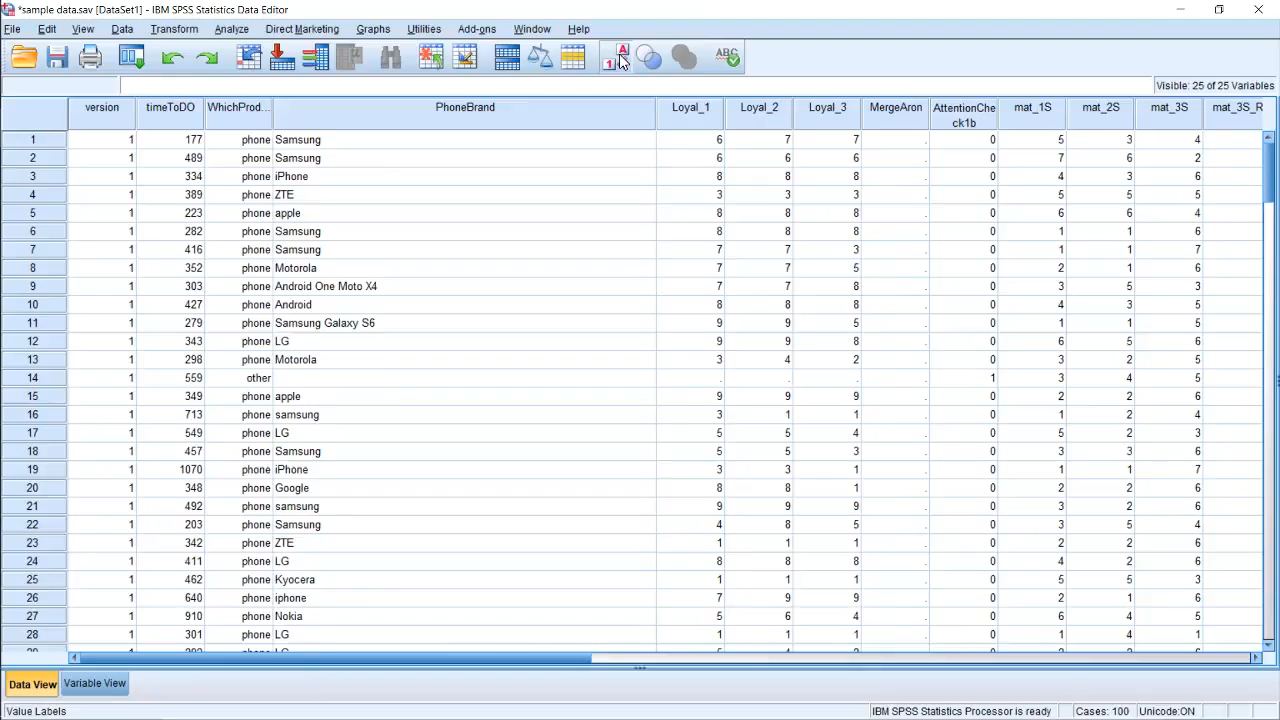 *sample data.sav [DataSet1] - IBM SPSS Statistics Data Editor
File Edit View Data Transform Analyze Direct Marketing Graphs Utilities Add-ons Window Help
1 A ABC
Visible: 25 of 25 Variables
version timeToDO WhichProd... PhoneBrand Loyal_1 Loyal_2 Loyal_3 MergeAron AttentionCheck1b mat_1S mat_2S mat_3S mat_3S_R
1 1 177 phone Samsung 6 7 7 . 0 5 3 4
2 1 489 phone Samsung 6 6 6 . 0 7 6 2
3 1 334 phone iPhone 8 8 8 . 0 4 3 6
4 1 389 phone ZTE 3 3 3 . 0 5 5 5
5 1 223 phone apple 8 8 8 . 0 6 6 4
6 1 282 phone Samsung 8 8 8 . 0 1 1 6
7 1 416 phone Samsung 7 7 3 . 0 1 1 7
8 1 352 phone Motorola 7 7 5 . 0 2 1 6
9 1 303 phone Android One Moto X4 7 7 8 . 0 3 5 3
10 1 427 phone Android 8 8 8 . 0 4 3 5
11 1 279 phone Samsung Galaxy S6 9 9 5 . 0 1 1 5
12 1 343 phone LG 9 9 8 . 0 6 5 6
13 1 298 phone Motorola 3 4 2 . 0 3 2 5
14 1 559 other . . . . 1 3 4 5
15 1 349 phone apple 9 9 9 . 0 2 2 6
16 1 713 phone samsung 3 1 1 . 0 1 2 4
17 1 549 phone LG 5 5 4 . 0 5 2 3
18 1 457 phone Samsung 5 5 3 . 0 3 3 6
19 1 1070 phone iPhone 3 3 1 . 0 1 1 7
20 1 348 phone Google 8 8 1 . 0 2 2 6
21 1 492 phone samsung 9 9 9 . 0 3 2 6
22 1 203 phone Samsung 4 8 5 . 0 3 5 4
23 1 342 phone ZTE 1 1 1 . 0 2 2 6
24 1 411 phone LG 8 8 8 . 0 4 2 6
25 1 462 phone Kyocera 1 1 1 . 0 5 5 3
26 1 640 phone iphone 7 9 9 . 0 2 1 6
27 1 910 phone Nokia 5 6 4 . 0 6 4 5
28 1 301 phone LG 1 1 1 . 0 1 4 1
Data View Variable View
Value Labels IBM SPSS Statistics Processor is ready Cases: 100 Unicode:ON